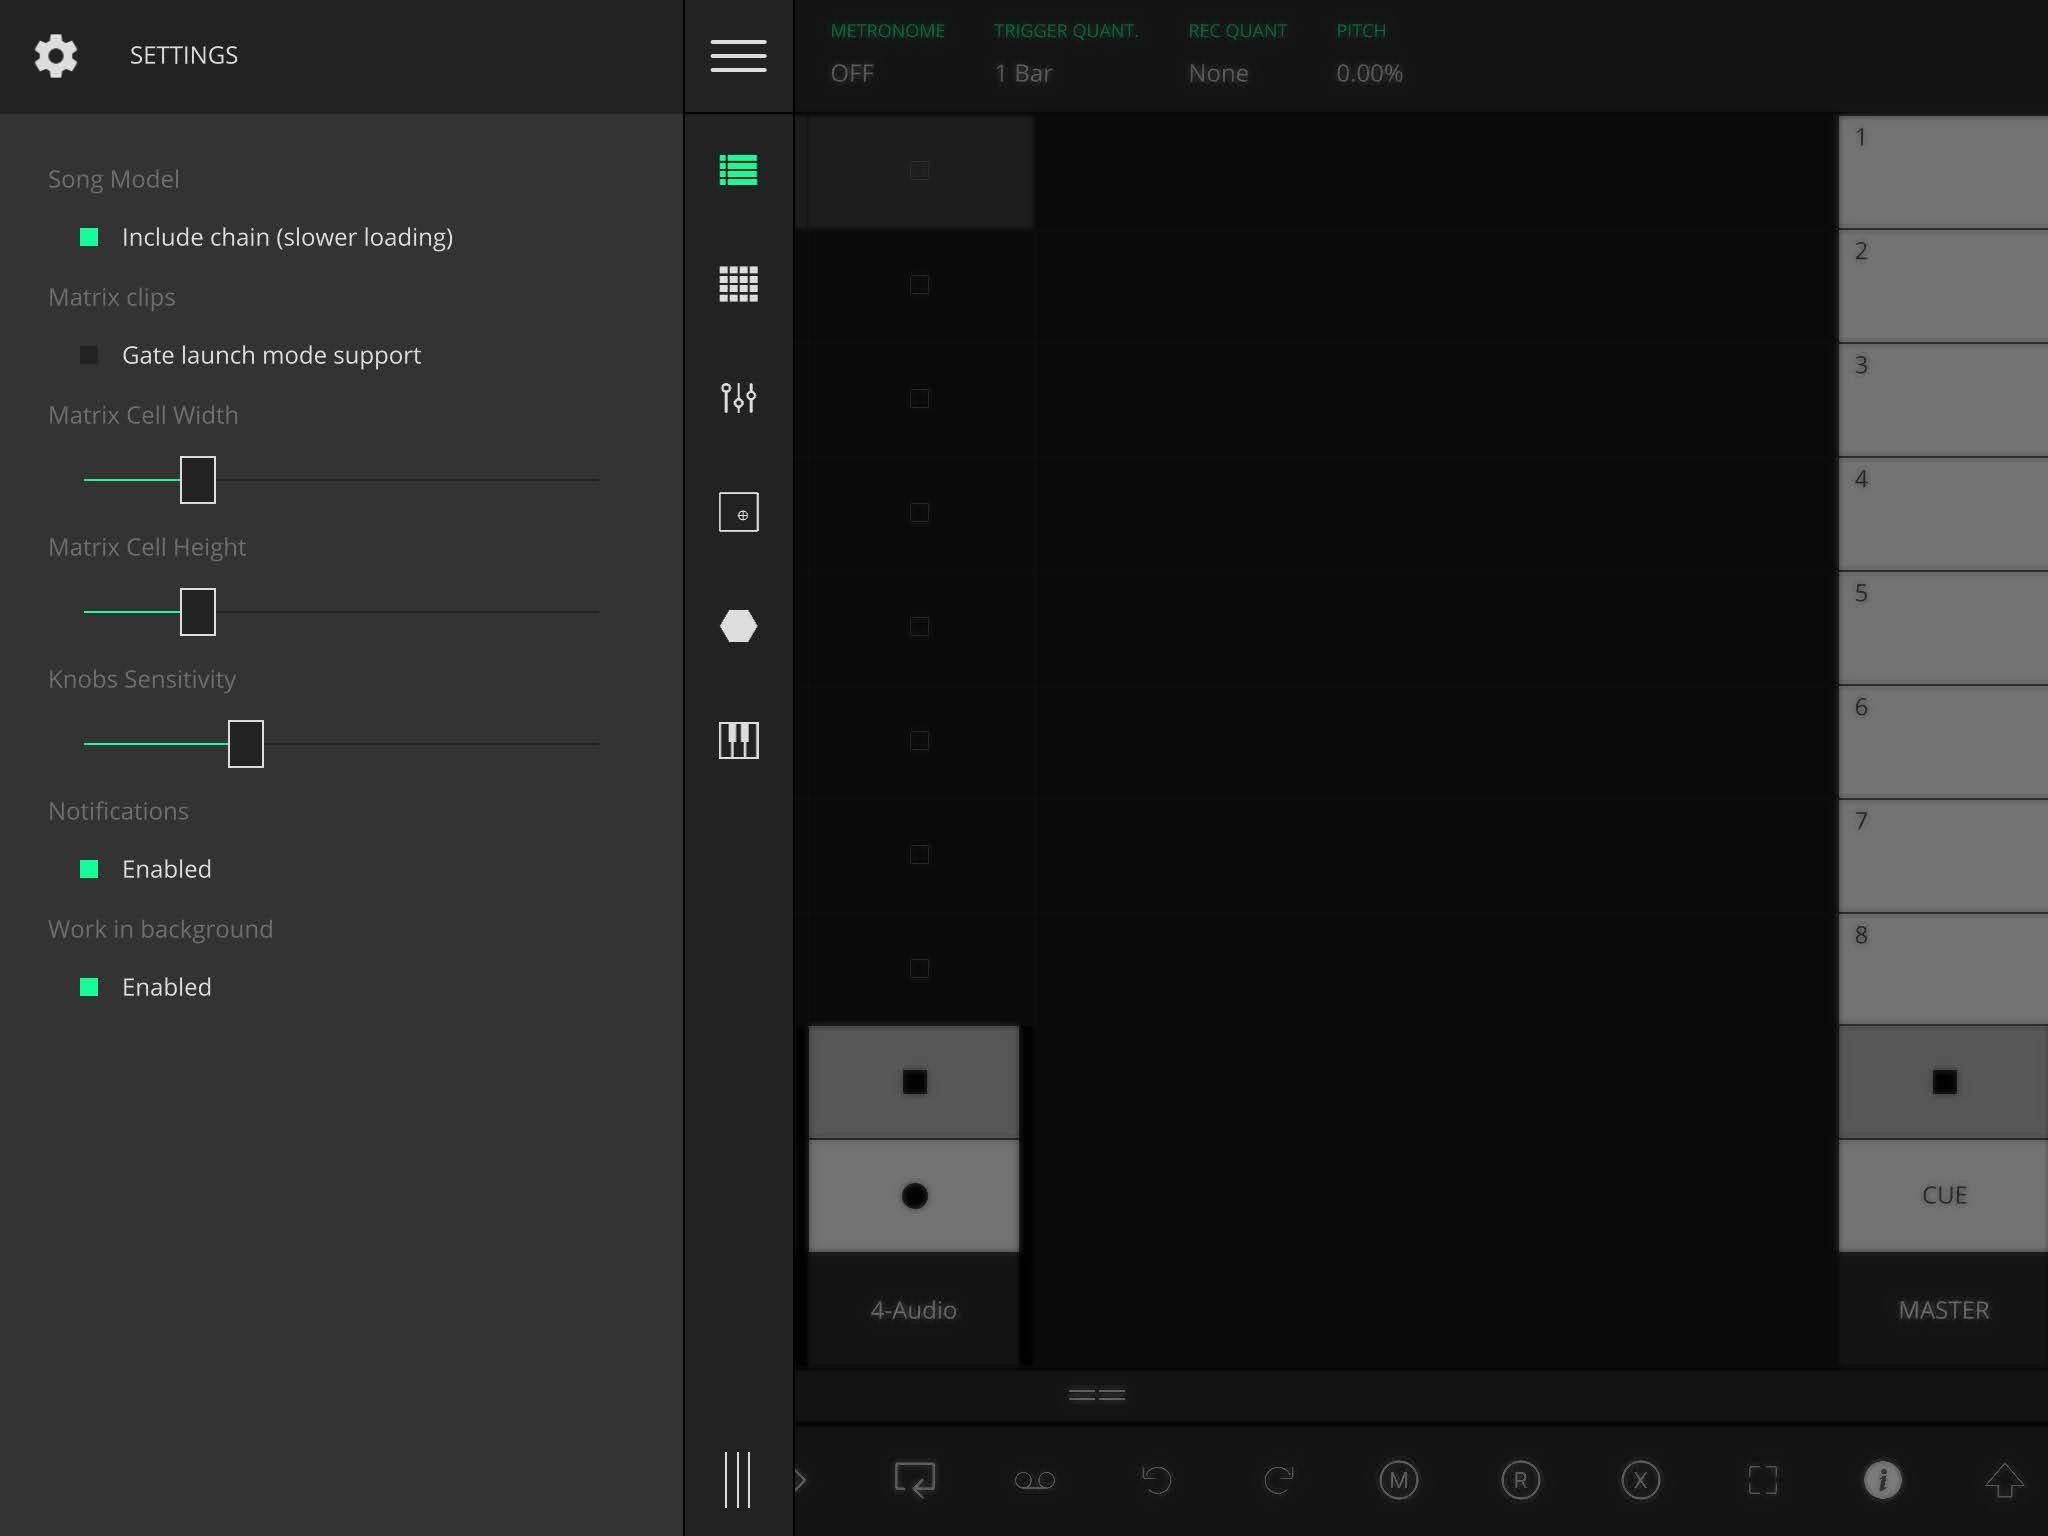 SETTINGS
METRONOME TRIGGER QUANT. REC QUANT PITCH
OFF 1 Bar None 0.00%
Song Model
Include chain (slower loading)
Matrix clips
Gate launch mode support
Matrix Cell Width
Matrix Cell Height
Knobs Sensitivity
Notifications
Enabled
Work in background
Enabled
1
2
3
4
5
6
7
8
CUE
4-Audio MASTER
M R X i